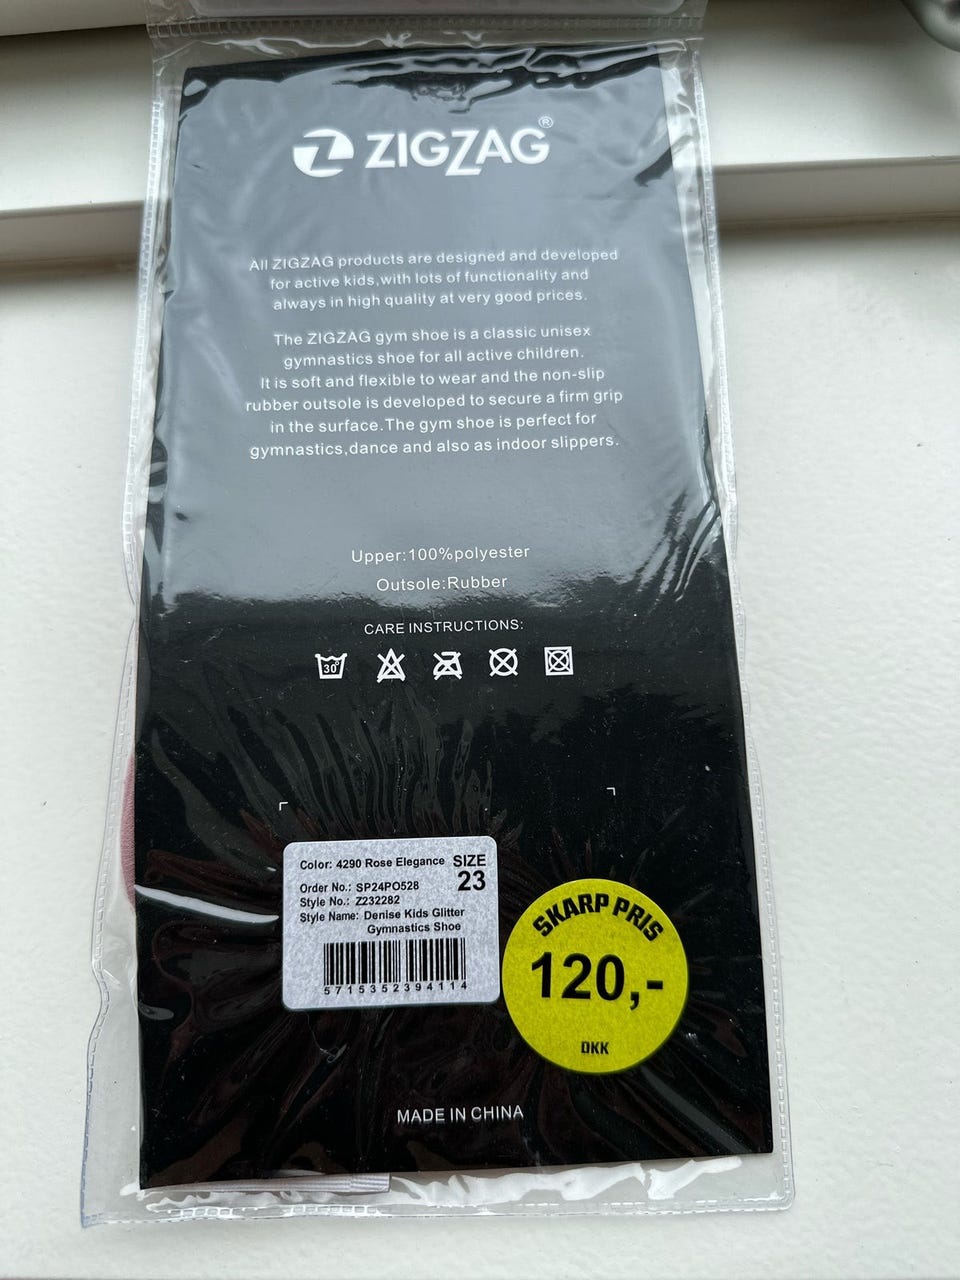 ZIGZAG®
All ZIGZAG products are designed and developed
for active kids,with lots of functionality and
always in high quality at very good prices.
The ZIGZAG gym shoe is a classic unisex
gymnastics shoe for all active children.
It is soft and flexible to wear and the non-slip
rubber outsole is developed to secure a firm grip
in the surface.The gym shoe is perfect for
gymnastics,dance and also as indoor slippers.
Upper:100%polyester
Outsole:Rubber
CARE INSTRUCTIONS:
30°
Color: 4290 Rose Elegance SIZE
23
Order No.: SP24PO528
Style No.: Z232282
Style Name: Denise Kids Glitter
Gymnastics Shoe
5715352394114
SKARP PRIS
120,-
DKK
MADE IN CHINA